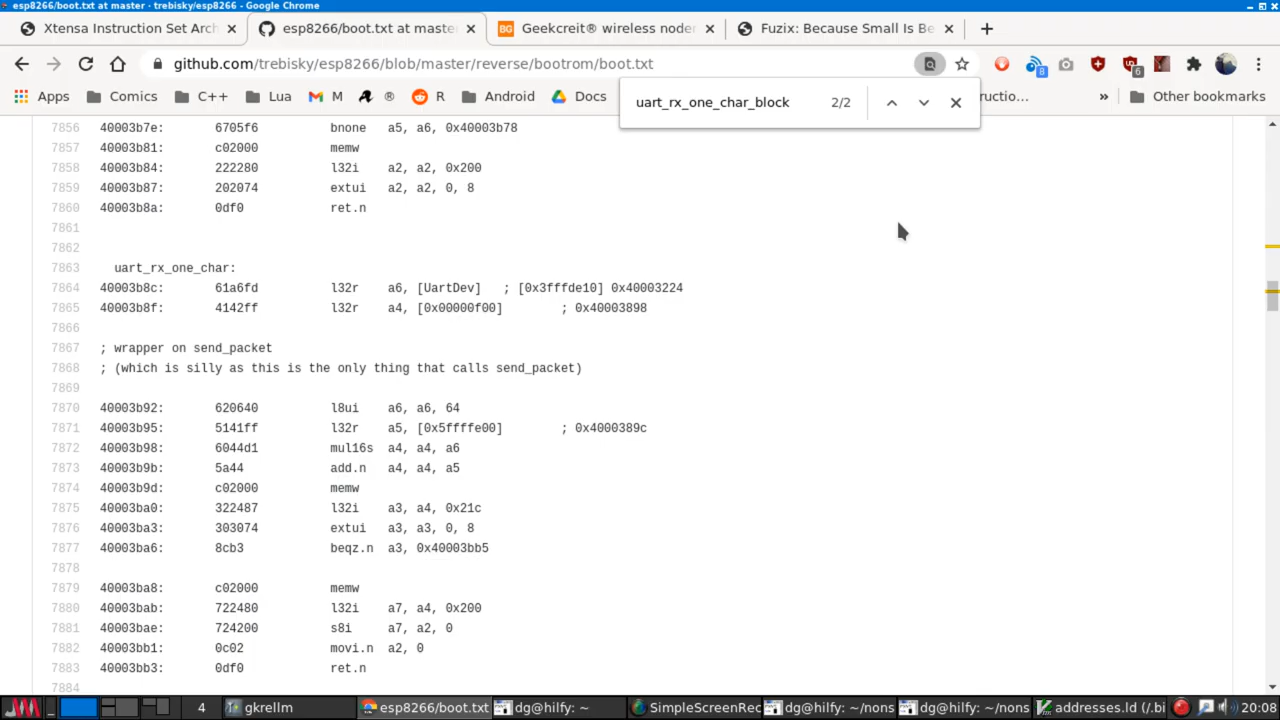 esp8266/boot.txt at master · trebisky/esp8266 - Google Chrome
Xtensa Instruction Set Arch
esp8266/boot.txt at master
BG Geekcreit® wireless noder
Fuzix: Because Small Is Be
github.com/trebisky/esp8266/blob/master/reverse/bootrom/boot.txt
8
6
Apps Comics C++ Lua M ® R Android Docs
uart_rx_one_char_block 2/2
ructio… » Other bookmarks
7856 40003b7e: 6705f6 bnone a5, a6, 0x40003b78
7857 40003b81: c02000 memw
7858 40003b84: 222280 l32i a2, a2, 0x200
7859 40003b87: 202074 extui a2, a2, 0, 8
7860 40003b8a: 0df0 ret.n
7861
7862
7863 uart_rx_one_char:
7864 40003b8c: 61a6fd l32r a6, [UartDev] ; [0x3fffde10] 0x40003224
7865 40003b8f: 4142ff l32r a4, [0x00000f00] ; 0x40003898
7866
7867 ; wrapper on send_packet
7868 ; (which is silly as this is the only thing that calls send_packet)
7869
7870 40003b92: 620640 l8ui a6, a6, 64
7871 40003b95: 5141ff l32r a5, [0x5ffffe00] ; 0x4000389c
7872 40003b98: 6044d1 mul16s a4, a4, a6
7873 40003b9b: 5a44 add.n a4, a4, a5
7874 40003b9d: c02000 memw
7875 40003ba0: 322487 l32i a3, a4, 0x21c
7876 40003ba3: 303074 extui a3, a3, 0, 8
7877 40003ba6: 8cb3 beqz.n a3, 0x40003bb5
7878
7879 40003ba8: c02000 memw
7880 40003bab: 722480 l32i a7, a4, 0x200
7881 40003bae: 724200 s8i a7, a2, 0
7882 40003bb1: 0c02 movi.n a2, 0
7883 40003bb3: 0df0 ret.n
7884
4 gkrellm esp8266/boot.txt dg@hilfy: ~ SimpleScreenRec dg@hilfy: ~/nons dg@hilfy: ~/nons addresses.ld (/.bi 20:08